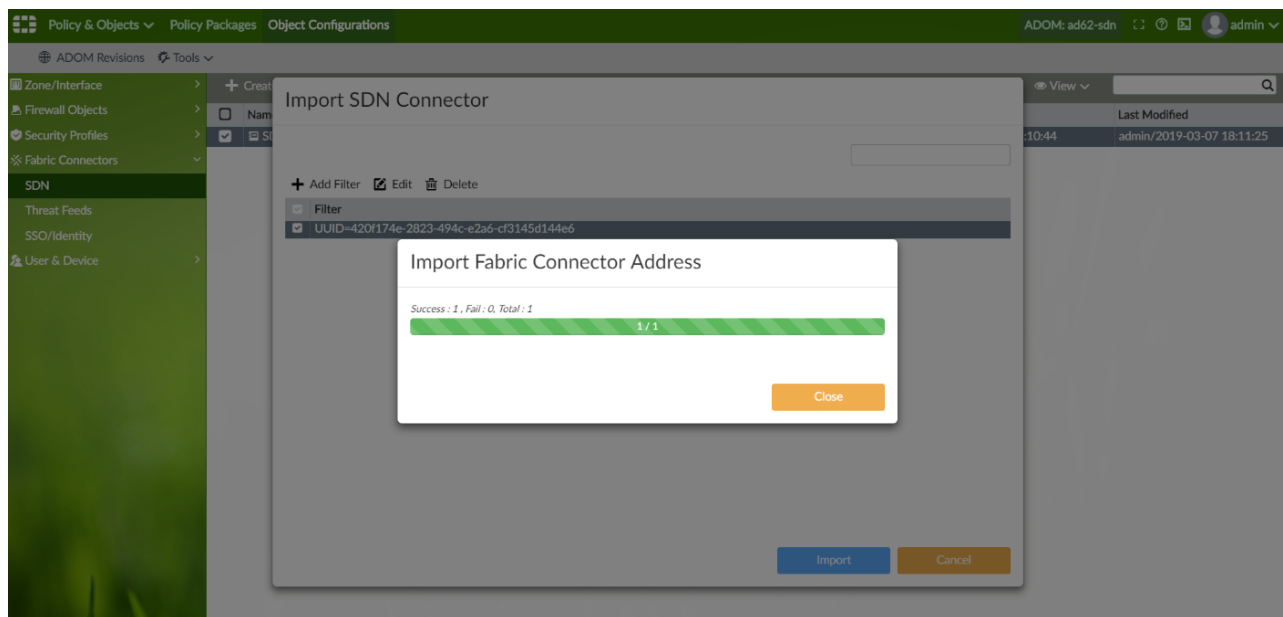 Policy & Objects Policy Packages Object Configurations ADOM: ad62-sdn admin
ADOM Revisions Tools
Zone/Interface
Firewall Objects
Security Profiles
Fabric Connectors
SDN
Threat Feeds
SSO/Identity
User & Device
Creat View
Nam Last Modified
:10:44 admin/2019-03-07 18:11:25
Import SDN Connector
Add Filter Edit Delete
Filter
UUID=420f174e-2823-494c-e2a6-cf3145d144e6
Import Fabric Connector Address
Success : 1 , Fail : 0, Total : 1
1 / 1
Close
Import Cancel